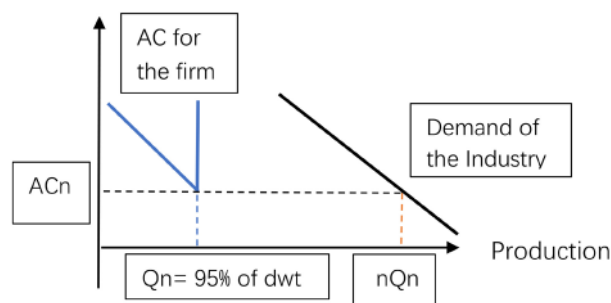 AC for
the firm
Demand of
the Industry
ACn
Production
Qn= 95% of dwt
nQn